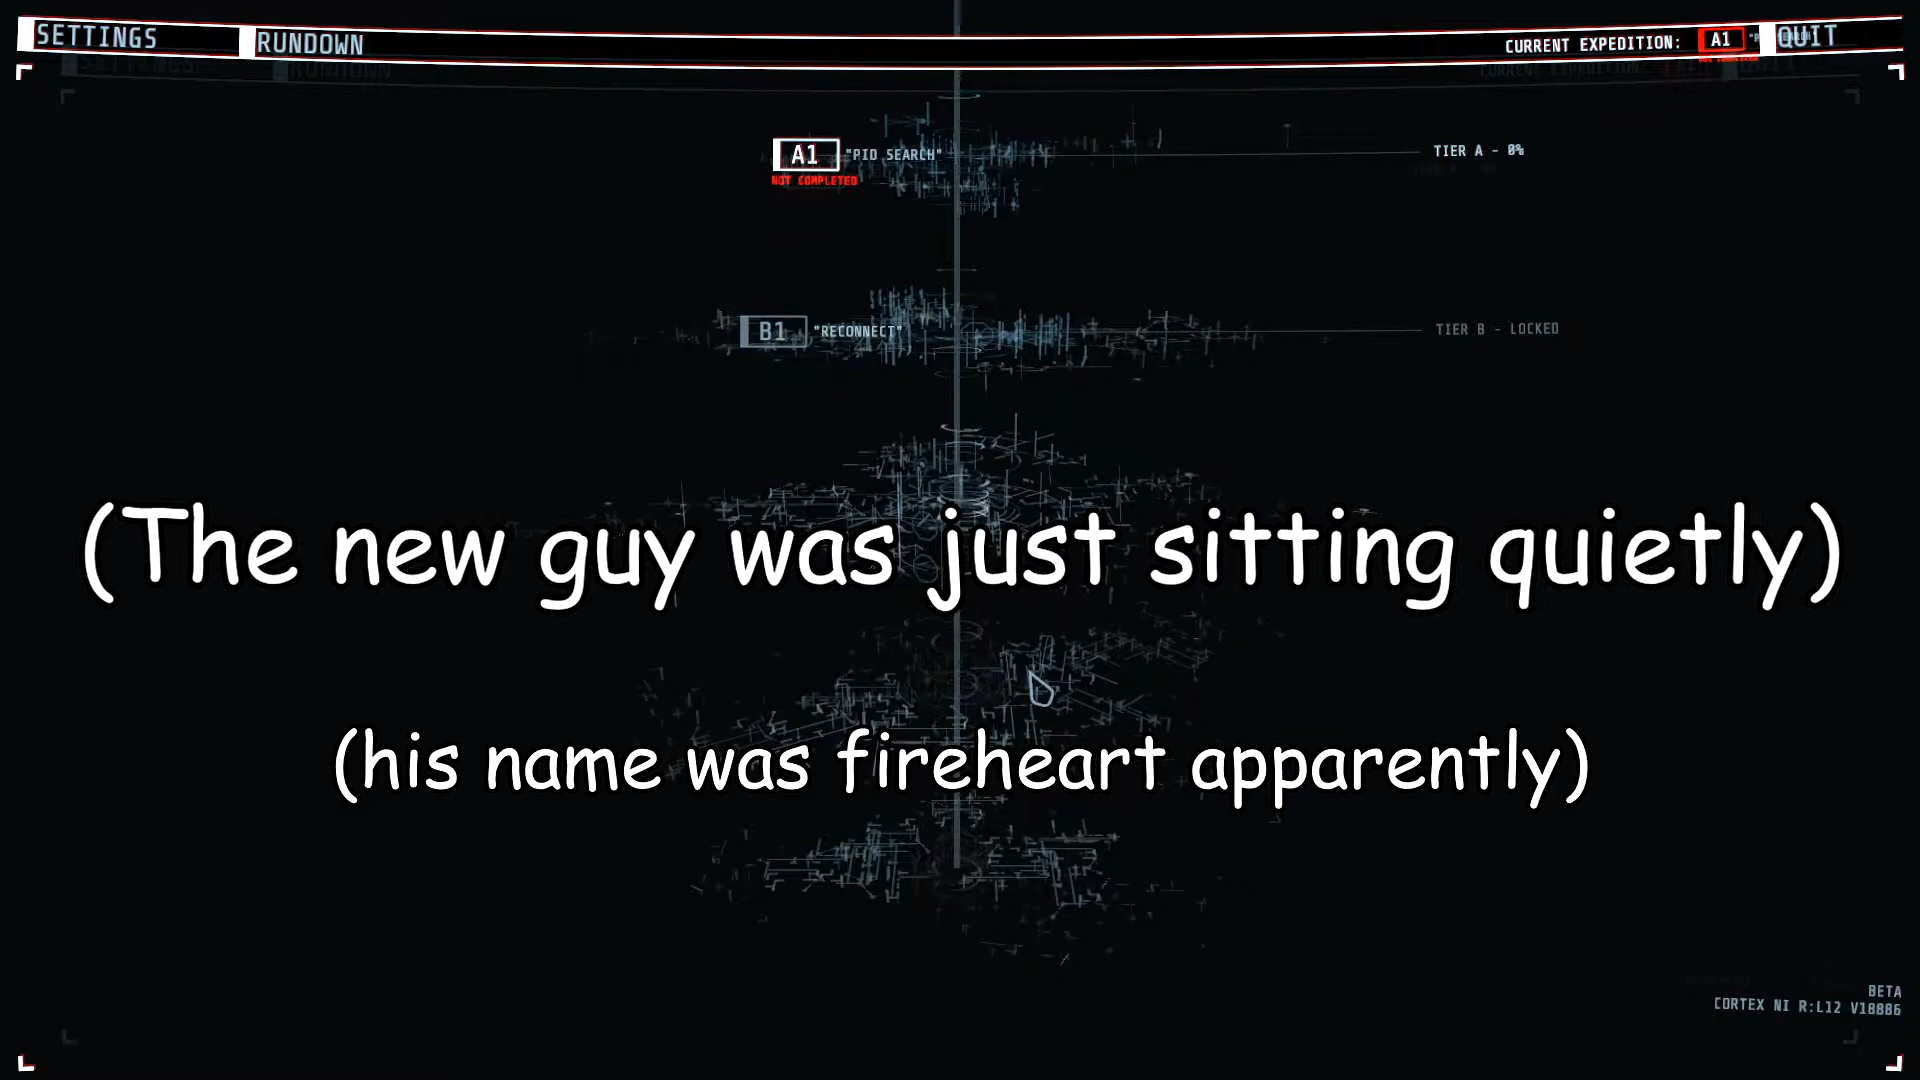 SETTINGS
RUNDOWN
CURRENT EXPEDITION: A1
QUIT
A1 "PID SEARCH"
TIER A - 0%
NOT COMPLETED
B1 "RECONNECT"
TIER B - LOCKED
(The new guy was just sitting quietly)
(his name was fireheart apparently)
BETA
CORTEX NI R:L12 V18886